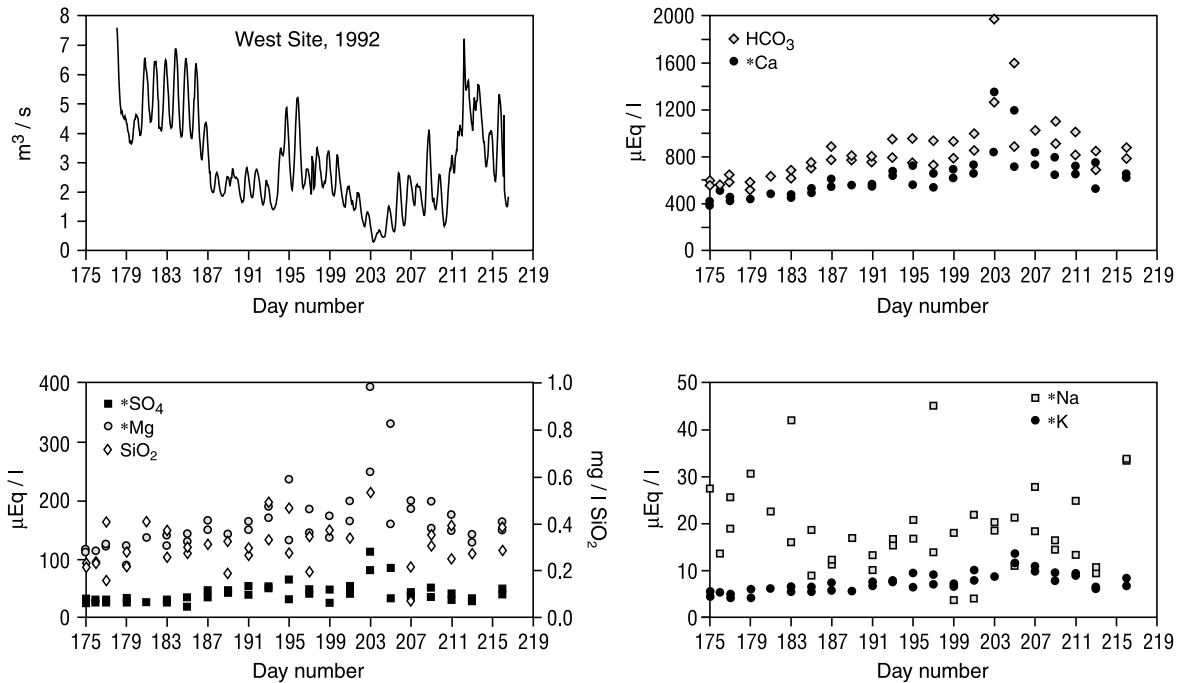 West Site, 1992
m³ / s
8
7
6
5
4
3
2
1
0
175 179 183 187 191 195 199 203 207 211 215 219
Day number
HCO₃
*Ca
µEq / l
2000
1600
1200
800
400
0
175 179 183 187 191 195 199 203 207 211 215 219
Day number
*SO₄
*Mg
SiO₂
µEq / l
400
300
200
100
0
mg / l SiO₂
1.0
0.8
0.6
0.4
0.2
0.0
175 179 183 187 191 195 199 203 207 211 215 219
Day number
*Na
*K
µEq / l
50
40
30
20
10
0
175 179 183 187 191 195 199 203 207 211 215 219
Day number